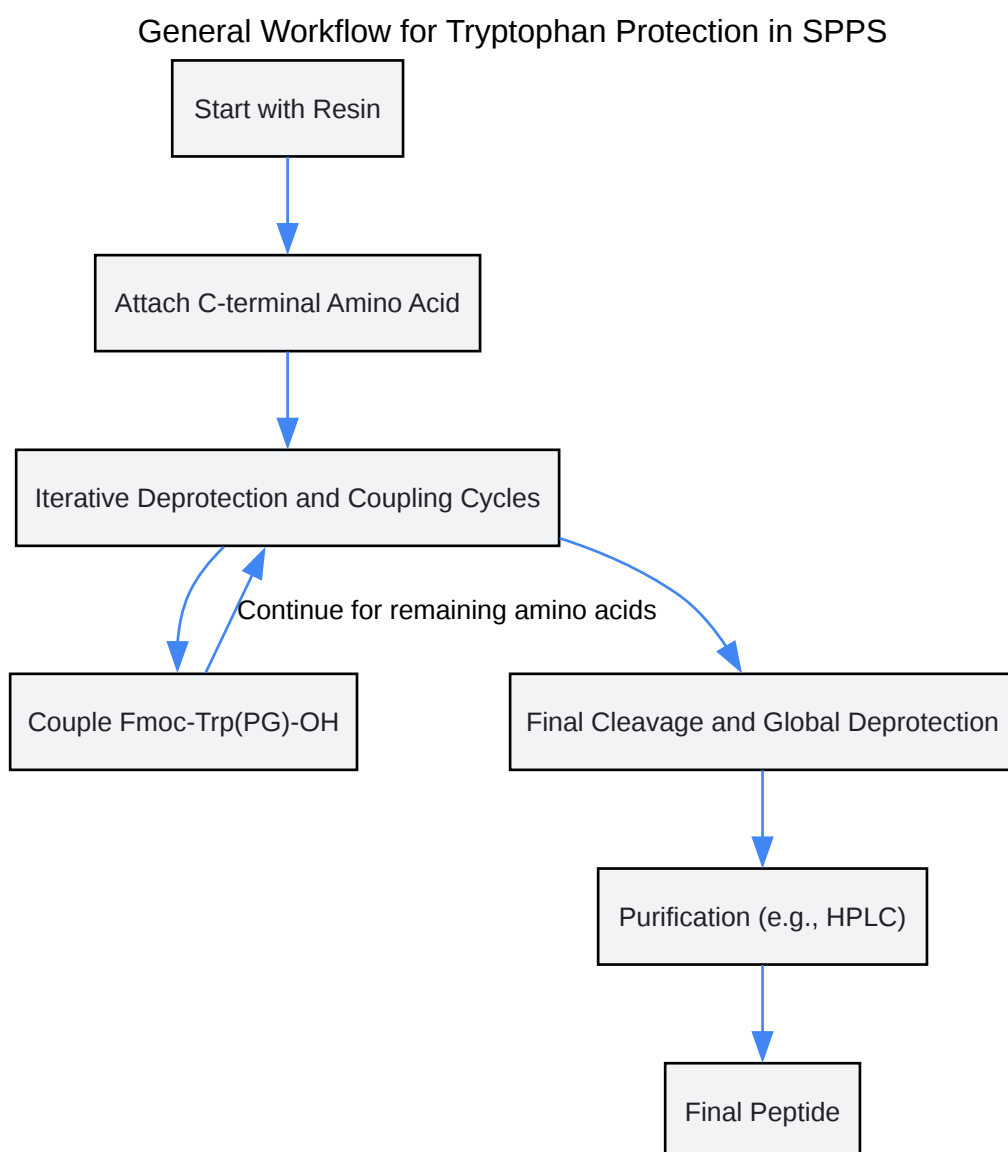 General Workflow for Tryptophan Protection in SPPS
Start with Resin
Attach C-terminal Amino Acid
Iterative Deprotection and Coupling Cycles
Continue for remaining amino acids
Couple Fmoc-Trp(PG)-OH
Final Cleavage and Global Deprotection
Purification (e.g., HPLC)
Final Peptide